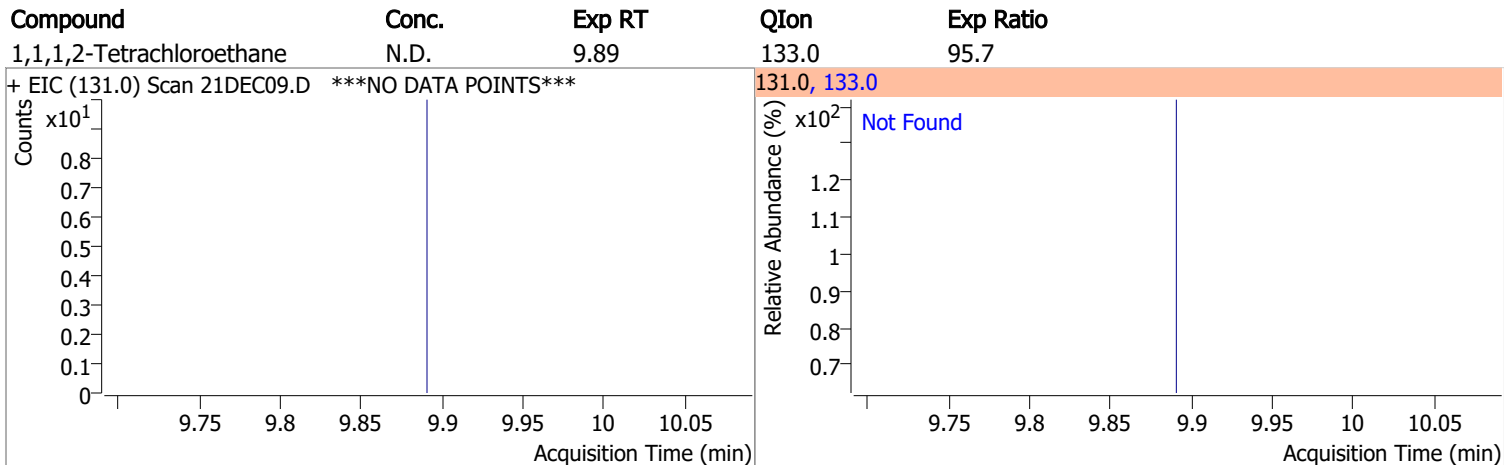 Compound Conc. Exp RT QIon Exp Ratio
1,1,1,2-Tetrachloroethane N.D. 9.89 133.0 95.7
+ EIC (131.0) Scan 21DEC09.D ***NO DATA POINTS***
Counts
x10¹
0.8
0.7
0.6
0.5
0.4
0.3
0.2
0.1
0
9.75 9.8 9.85 9.9 9.95 10 10.05
Acquisition Time (min)
131.0, 133.0
Relative Abundance (%)
x10²
Not Found
1.2
1.1
1
0.9
0.8
0.7
9.75 9.8 9.85 9.9 9.95 10 10.05
Acquisition Time (min)